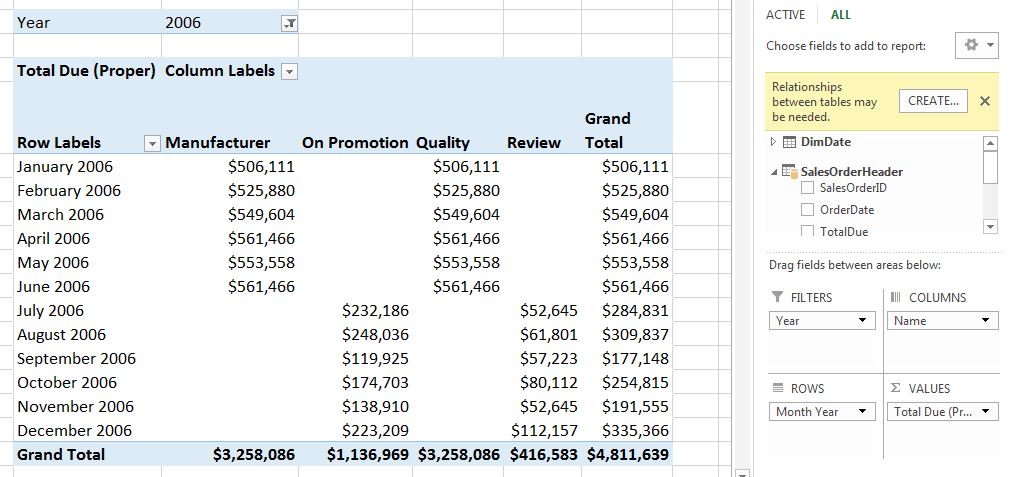 Year 2006
Total Due (Proper) Column Labels
Row Labels Manufacturer On Promotion Quality Review Grand Total
January 2006 $506,111 $506,111 $506,111
February 2006 $525,880 $525,880 $525,880
March 2006 $549,604 $549,604 $549,604
April 2006 $561,466 $561,466 $561,466
May 2006 $553,558 $553,558 $553,558
June 2006 $561,466 $561,466 $561,466
July 2006 $232,186 $52,645 $284,831
August 2006 $248,036 $61,801 $309,837
September 2006 $119,925 $57,223 $177,148
October 2006 $174,703 $80,112 $254,815
November 2006 $138,910 $52,645 $191,555
December 2006 $223,209 $112,157 $335,366
Grand Total $3,258,086 $1,136,969 $3,258,086 $416,583 $4,811,639
ACTIVE ALL
Choose fields to add to report:
Relationships
between tables may
be needed.
CREATE...
DimDate
SalesOrderHeader
SalesOrderID
OrderDate
TotalDue
Drag fields between areas below:
FILTERS COLUMNS
Year Name
ROWS Σ VALUES
Month Year Total Due (Pr...